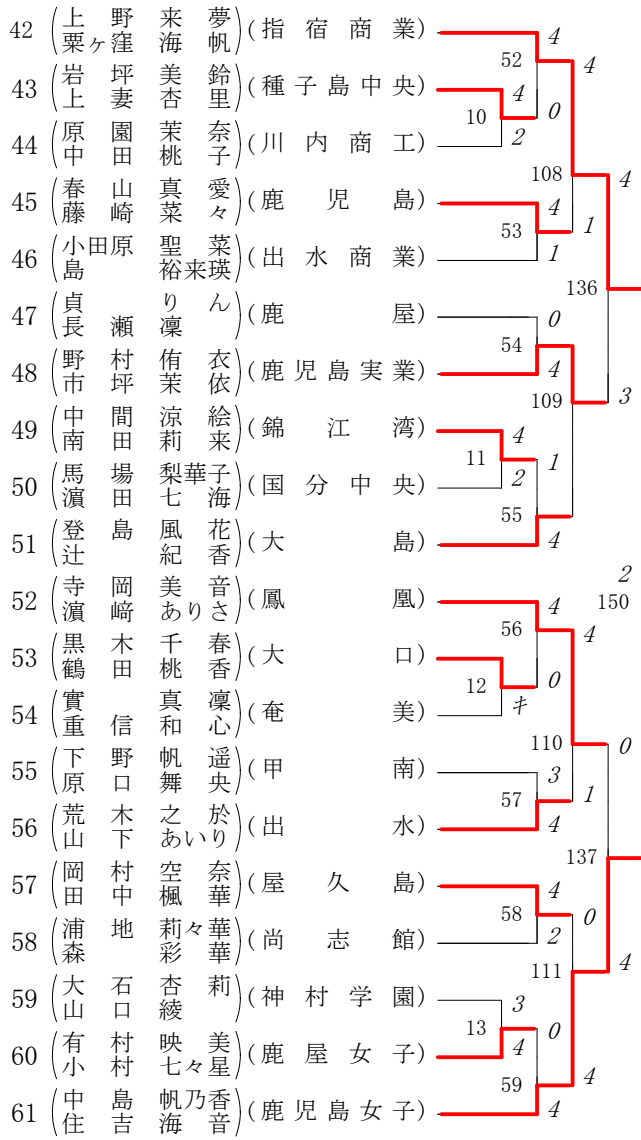 42 (上野来夢 栗ヶ窪海帆)(指宿商業)
43 (岩坪美鈴 上妻杏里)(種子島中央)
44 (原園茉奈 中田桃子)(川内商工)
45 (春山真愛 藤崎菜々)(鹿児島)
46 (小田原聖菜 島裕来瑛)(出水商業)
47 (貞りん 長瀬凜)(鹿屋)
48 (野村侑衣 市坪茉依)(鹿児島実業)
49 (中間涼絵 南田莉来)(錦江湾)
50 (馬場梨華子 濵田七海)(国分中央)
51 (登島風花 辻紀香)(大島)
52 (寺岡美音 濵﨑ありさ)(鳳凰)
53 (黒木千春 鶴田桃香)(大口)
54 (實真凜 重信和心)(奄美)
55 (下野帆遥 原口舞央)(甲南)
56 (荒木之於 山下あいり)(出水)
57 (岡村空奈 田中楓華)(屋久島)
58 (浦地莉々華 森彩華)(尚志館)
59 (大石杏莉 山口綾)(神村学園)
60 (有村映美 小村七々星)(鹿屋女子)
61 (中島帆乃香 住吉海音)(鹿児島女子)
4
52
4
4
0
10
2
108
4
4
53
1
1
136
0
54
4
109
3
4
11
2
1
55
4
2
150
4
56
4
0
12
キ
110
0
3
57
1
4
137
4
58
0
2
111
4
3
13
0
4
59
4
4